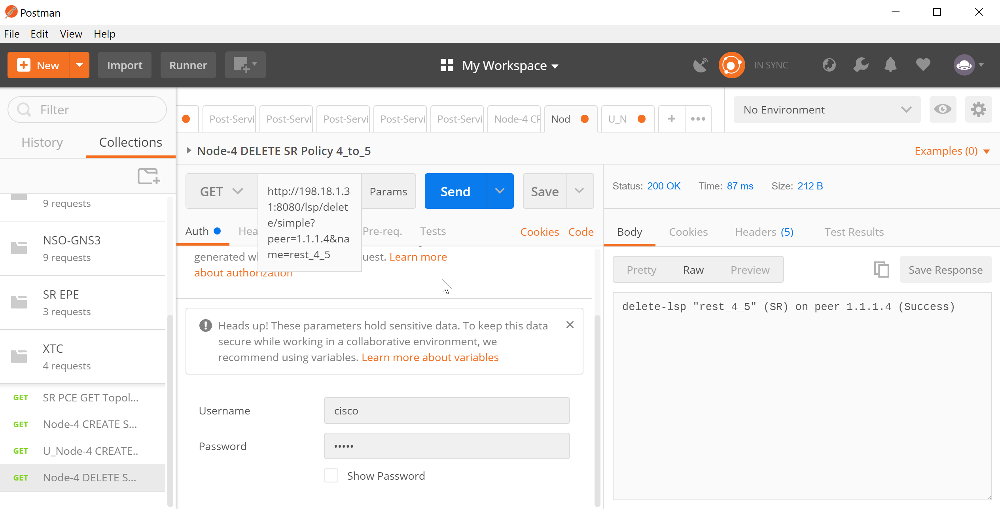 Postman
File Edit View Help
New Import Runner My Workspace IN SYNC
Filter
History Collections
9 requests
NSO-GNS3
9 requests
SR EPE
3 requests
XTC
4 requests
GET SR PCE GET Topol...
GET Node-4 CREATE S...
GET U_Node-4 CREATE..
GET Node-4 DELETE S...
Post-Servi Post-Servi Post-Servi Post-Servi Post-Servi Node-4 CR Nod U_N + •••
No Environment
Node-4 DELETE SR Policy 4_to_5
Examples (0)
GET
http://198.18.1.3
1:8080/lsp/delet
e/simple?
peer=1.1.1.4&na
me=rest_4_5
Params Send Save
Auth Hea Pre-req. Tests Cookies Code
generated w uest. Learn more
about authorization
Heads up! These parameters hold sensitive data. To keep this data
secure while working in a collaborative environment, we
recommend using variables. Learn more about variables
Username cisco
Password •••••
Show Password
Status: 200 OK Time: 87 ms Size: 212 B
Body Cookies Headers (5) Test Results
Pretty Raw Preview Save Response
delete-lsp "rest_4_5" (SR) on peer 1.1.1.4 (Success)